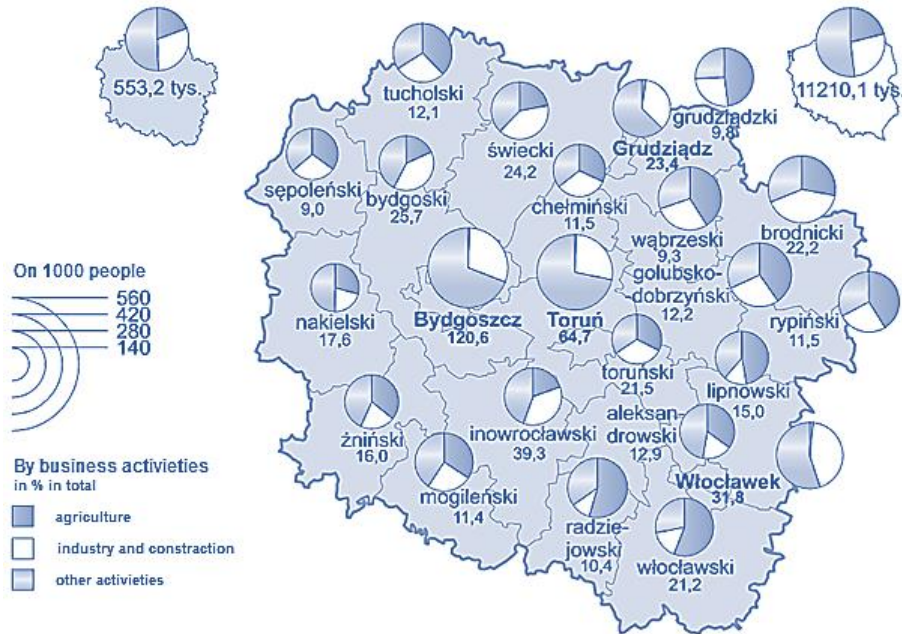 553,2 tys.
tucholski
12,1
świecki
24,2
Grudziądz
23,4
grudziądzki
9,8
11210,1 tys.
sępoleński
9,0
bydgoski
25,7
chełmiński
11,5
wąbrzeski
9,3
brodnicki
22,2
On 1000 people
560
420
280
140
nakielski
17,6
Bydgoszcz
120,6
Toruń
64,7
golubsko-
dobrzyński
12,2
rypiński
11,5
toruński
21,5
lipnowski
15,0
żniński
16,0
inowrocławski
39,3
aleksan-
drowski
12,9
mogileński
11,4
Włocławek
31,8
radzie-
jowski
10,4
włocławski
21,2
By business activieties
in % in total
agriculture
industry and constraction
other activieties